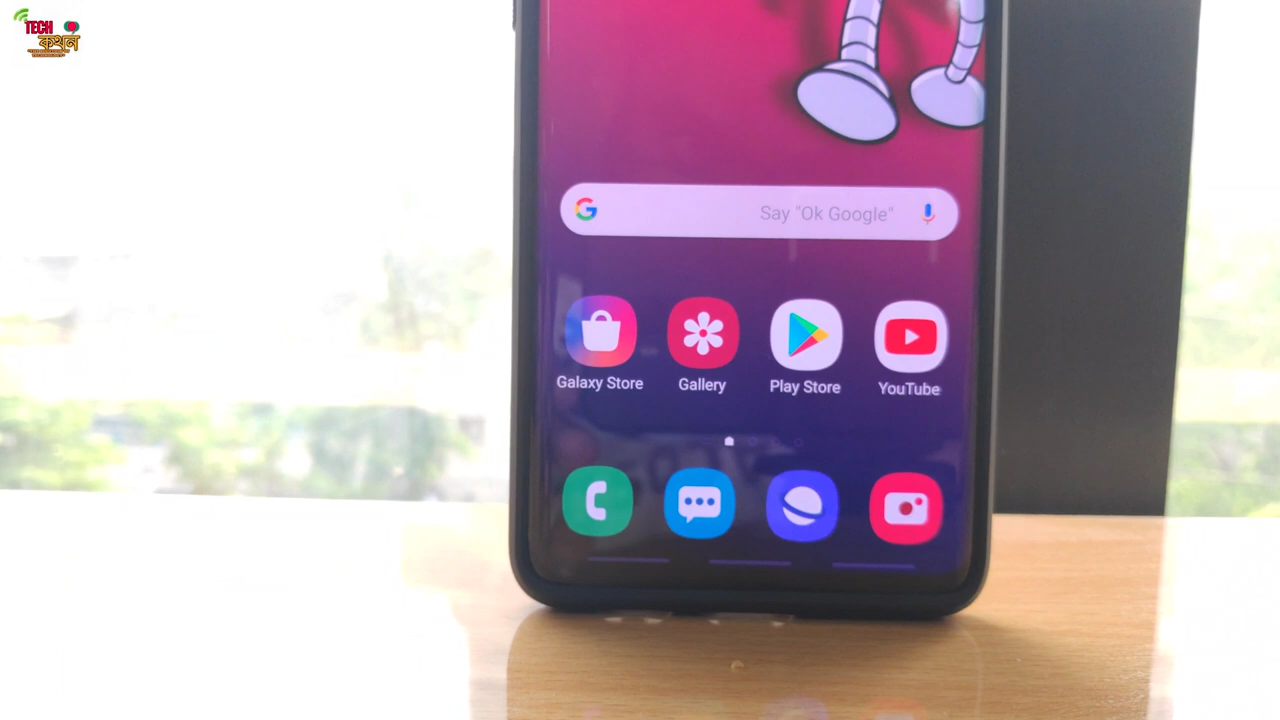 TECH
কথন
Say "Ok Google"
Galaxy Store
Gallery
Play Store
YouTube